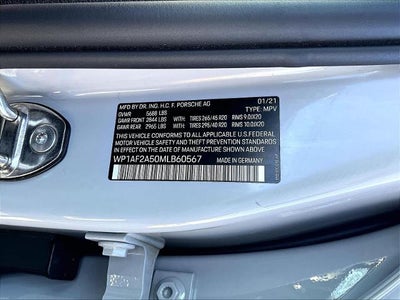 MFD. BY DR. ING. H.C. F. PORSCHE AG 01/21
GVWR 5688 LBS TYPE: MPV
GAWR FRONT 2844 LBS WITH: TIRES 265/45 R20 RIMS 9.0JX20
GAWR REAR 2965 LBS WITH: TIRES 295/40 R20 RIMS 10.0JX20
THIS VEHICLE CONFORMS TO ALL APPLICABLE U.S.FEDERAL
MOTOR VEHICLE SAFETY AND THEFT PREVENTION
STANDARDS IN EFFECT ON THE DATE OF MANUFACTURE
SHOWN ABOVE.
WP1AF2A50MLB60567 MADE IN GERMANY